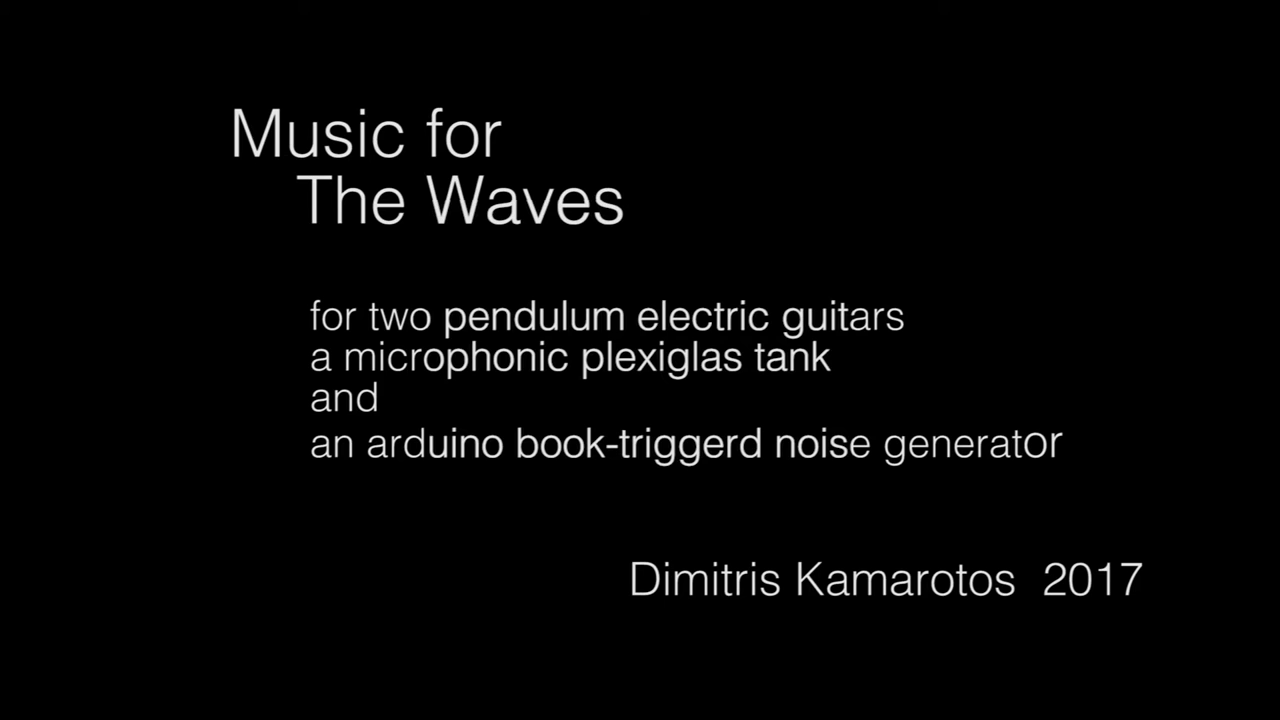 Music for
The Waves
for two pendulum electric guitars
a microphonic plexiglas tank
and
an arduino book-triggerd noise generator
Dimitris Kamarotos 2017